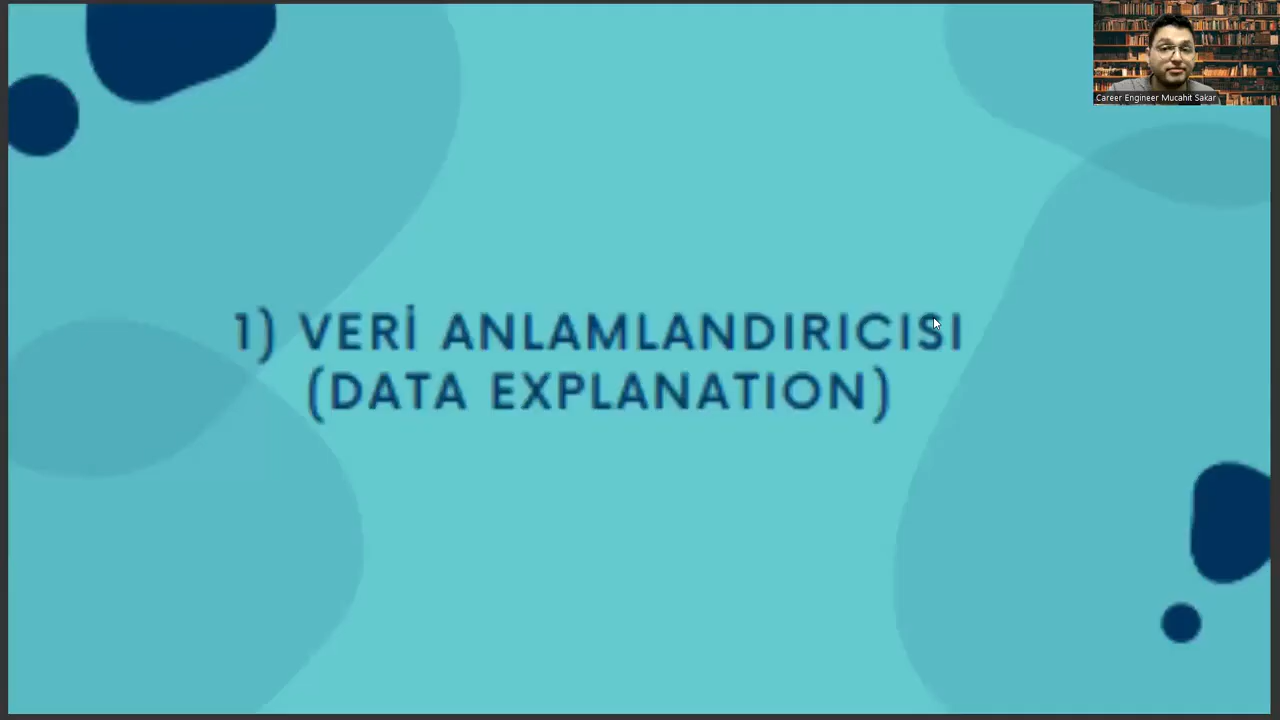 Career Engineer Mucahit Sakar
1) VERİ ANLAMLANDIRICISI
(DATA EXPLANATION)